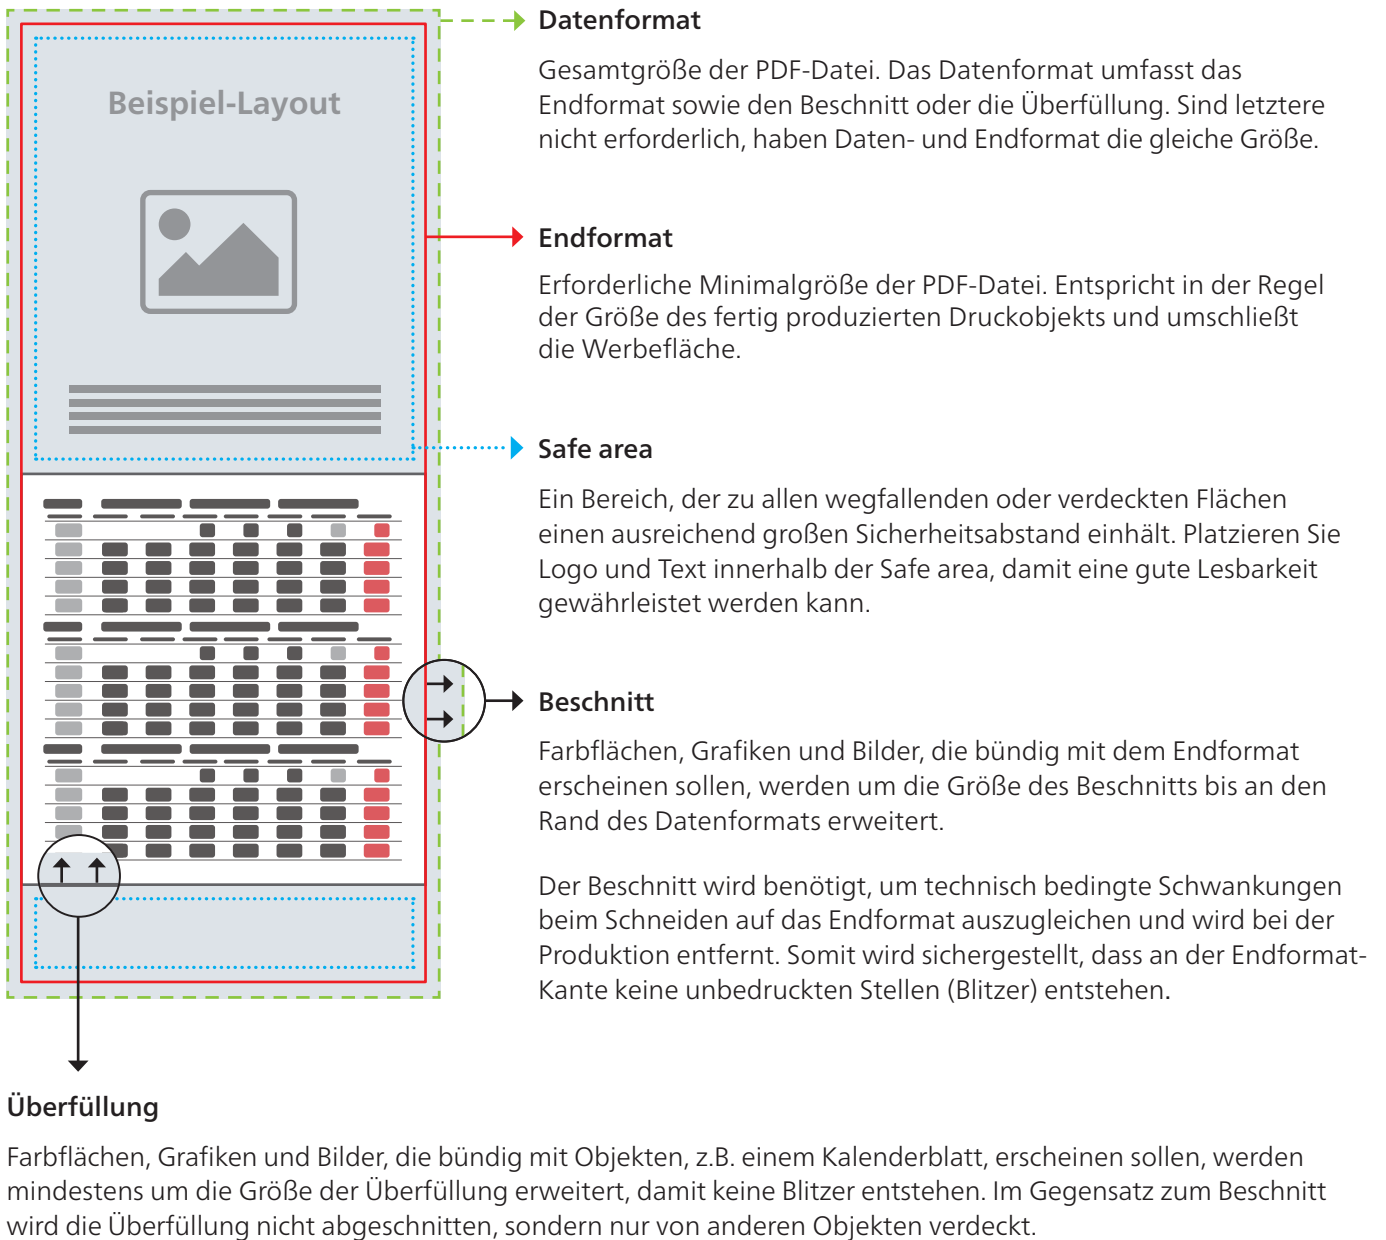 Beispiel-Layout
Datenformat
Gesamtgröße der PDF-Datei. Das Datenformat umfasst das
Endformat sowie den Beschnitt oder die Überfüllung. Sind letztere
nicht erforderlich, haben Daten- und Endformat die gleiche Größe.
Endformat
Erforderliche Minimalgröße der PDF-Datei. Entspricht in der Regel
der Größe des fertig produzierten Druckobjekts und umschließt
die Werbefläche.
Safe area
Ein Bereich, der zu allen wegfallenden oder verdeckten Flächen
einen ausreichend großen Sicherheitsabstand einhält. Platzieren Sie
Logo und Text innerhalb der Safe area, damit eine gute Lesbarkeit
gewährleistet werden kann.
Beschnitt
Farbflächen, Grafiken und Bilder, die bündig mit dem Endformat
erscheinen sollen, werden um die Größe des Beschnitts bis an den
Rand des Datenformats erweitert.
Der Beschnitt wird benötigt, um technisch bedingte Schwankungen
beim Schneiden auf das Endformat auszugleichen und wird bei der
Produktion entfernt. Somit wird sichergestellt, dass an der Endformat-
Kante keine unbedruckten Stellen (Blitzer) entstehen.
Überfüllung
Farbflächen, Grafiken und Bilder, die bündig mit Objekten, z.B. einem Kalenderblatt, erscheinen sollen, werden
mindestens um die Größe der Überfüllung erweitert, damit keine Blitzer entstehen. Im Gegensatz zum Beschnitt
wird die Überfüllung nicht abgeschnitten, sondern nur von anderen Objekten verdeckt.